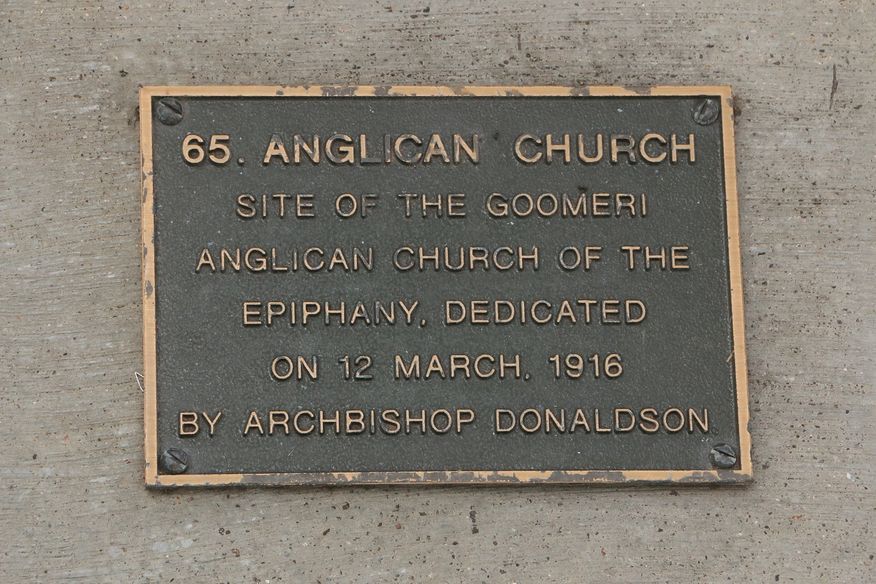 65. ANGLICAN CHURCH
SITE OF THE GOOMERI
ANGLICAN CHURCH OF THE
EPIPHANY, DEDICATED
ON 12 MARCH, 1916
BY ARCHBISHOP DONALDSON.